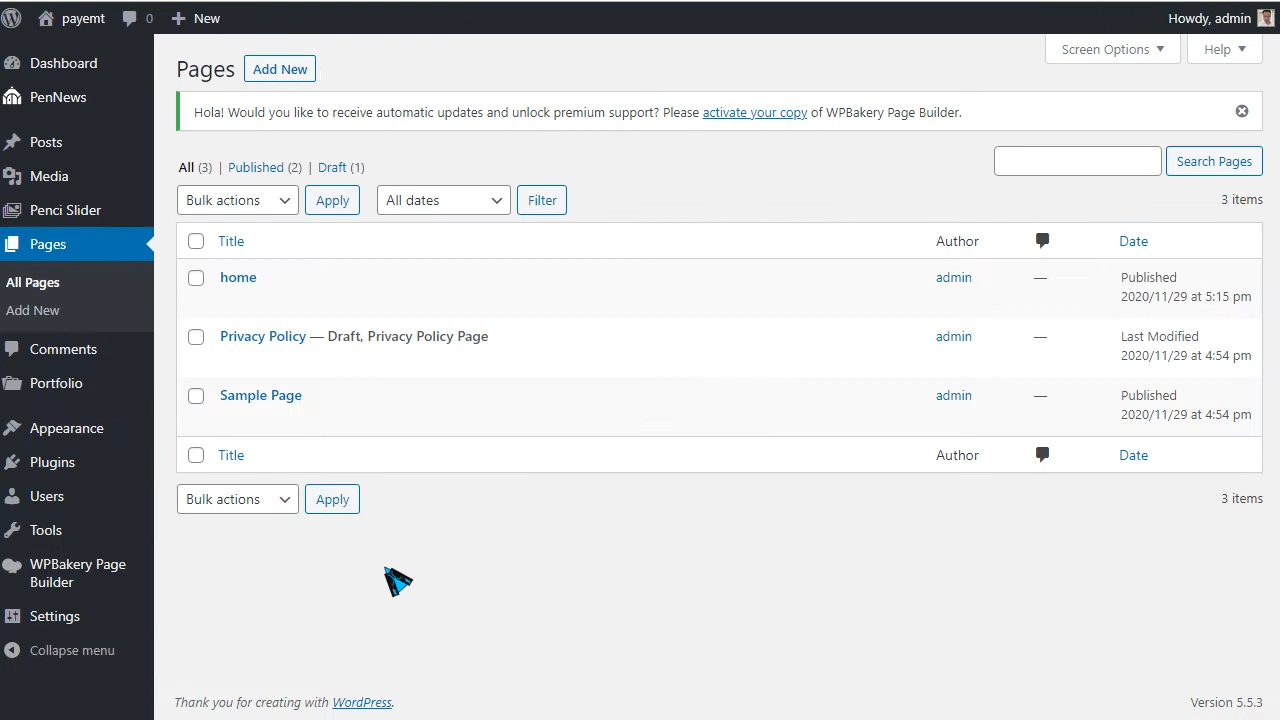 payemt 0 New Howdy, admin
Dashboard
PenNews
Posts
Media
Penci Slider
Pages
All Pages
Add New
Comments
Portfolio
Appearance
Plugins
Users
Tools
WPBakery Page
Builder
Settings
Collapse menu
Screen Options Help
Pages Add New
Hola! Would you like to receive automatic updates and unlock premium support? Please activate your copy of WPBakery Page Builder.
All (3) | Published (2) | Draft (1)
Search Pages
Bulk actions Apply All dates Filter 3 items
Title Author Date
home admin — Published
2020/11/29 at 5:15 pm
Privacy Policy — Draft, Privacy Policy Page admin — Last Modified
2020/11/29 at 4:54 pm
Sample Page admin — Published
2020/11/29 at 4:54 pm
Title Author Date
Bulk actions Apply 3 items
Thank you for creating with WordPress. Version 5.5.3